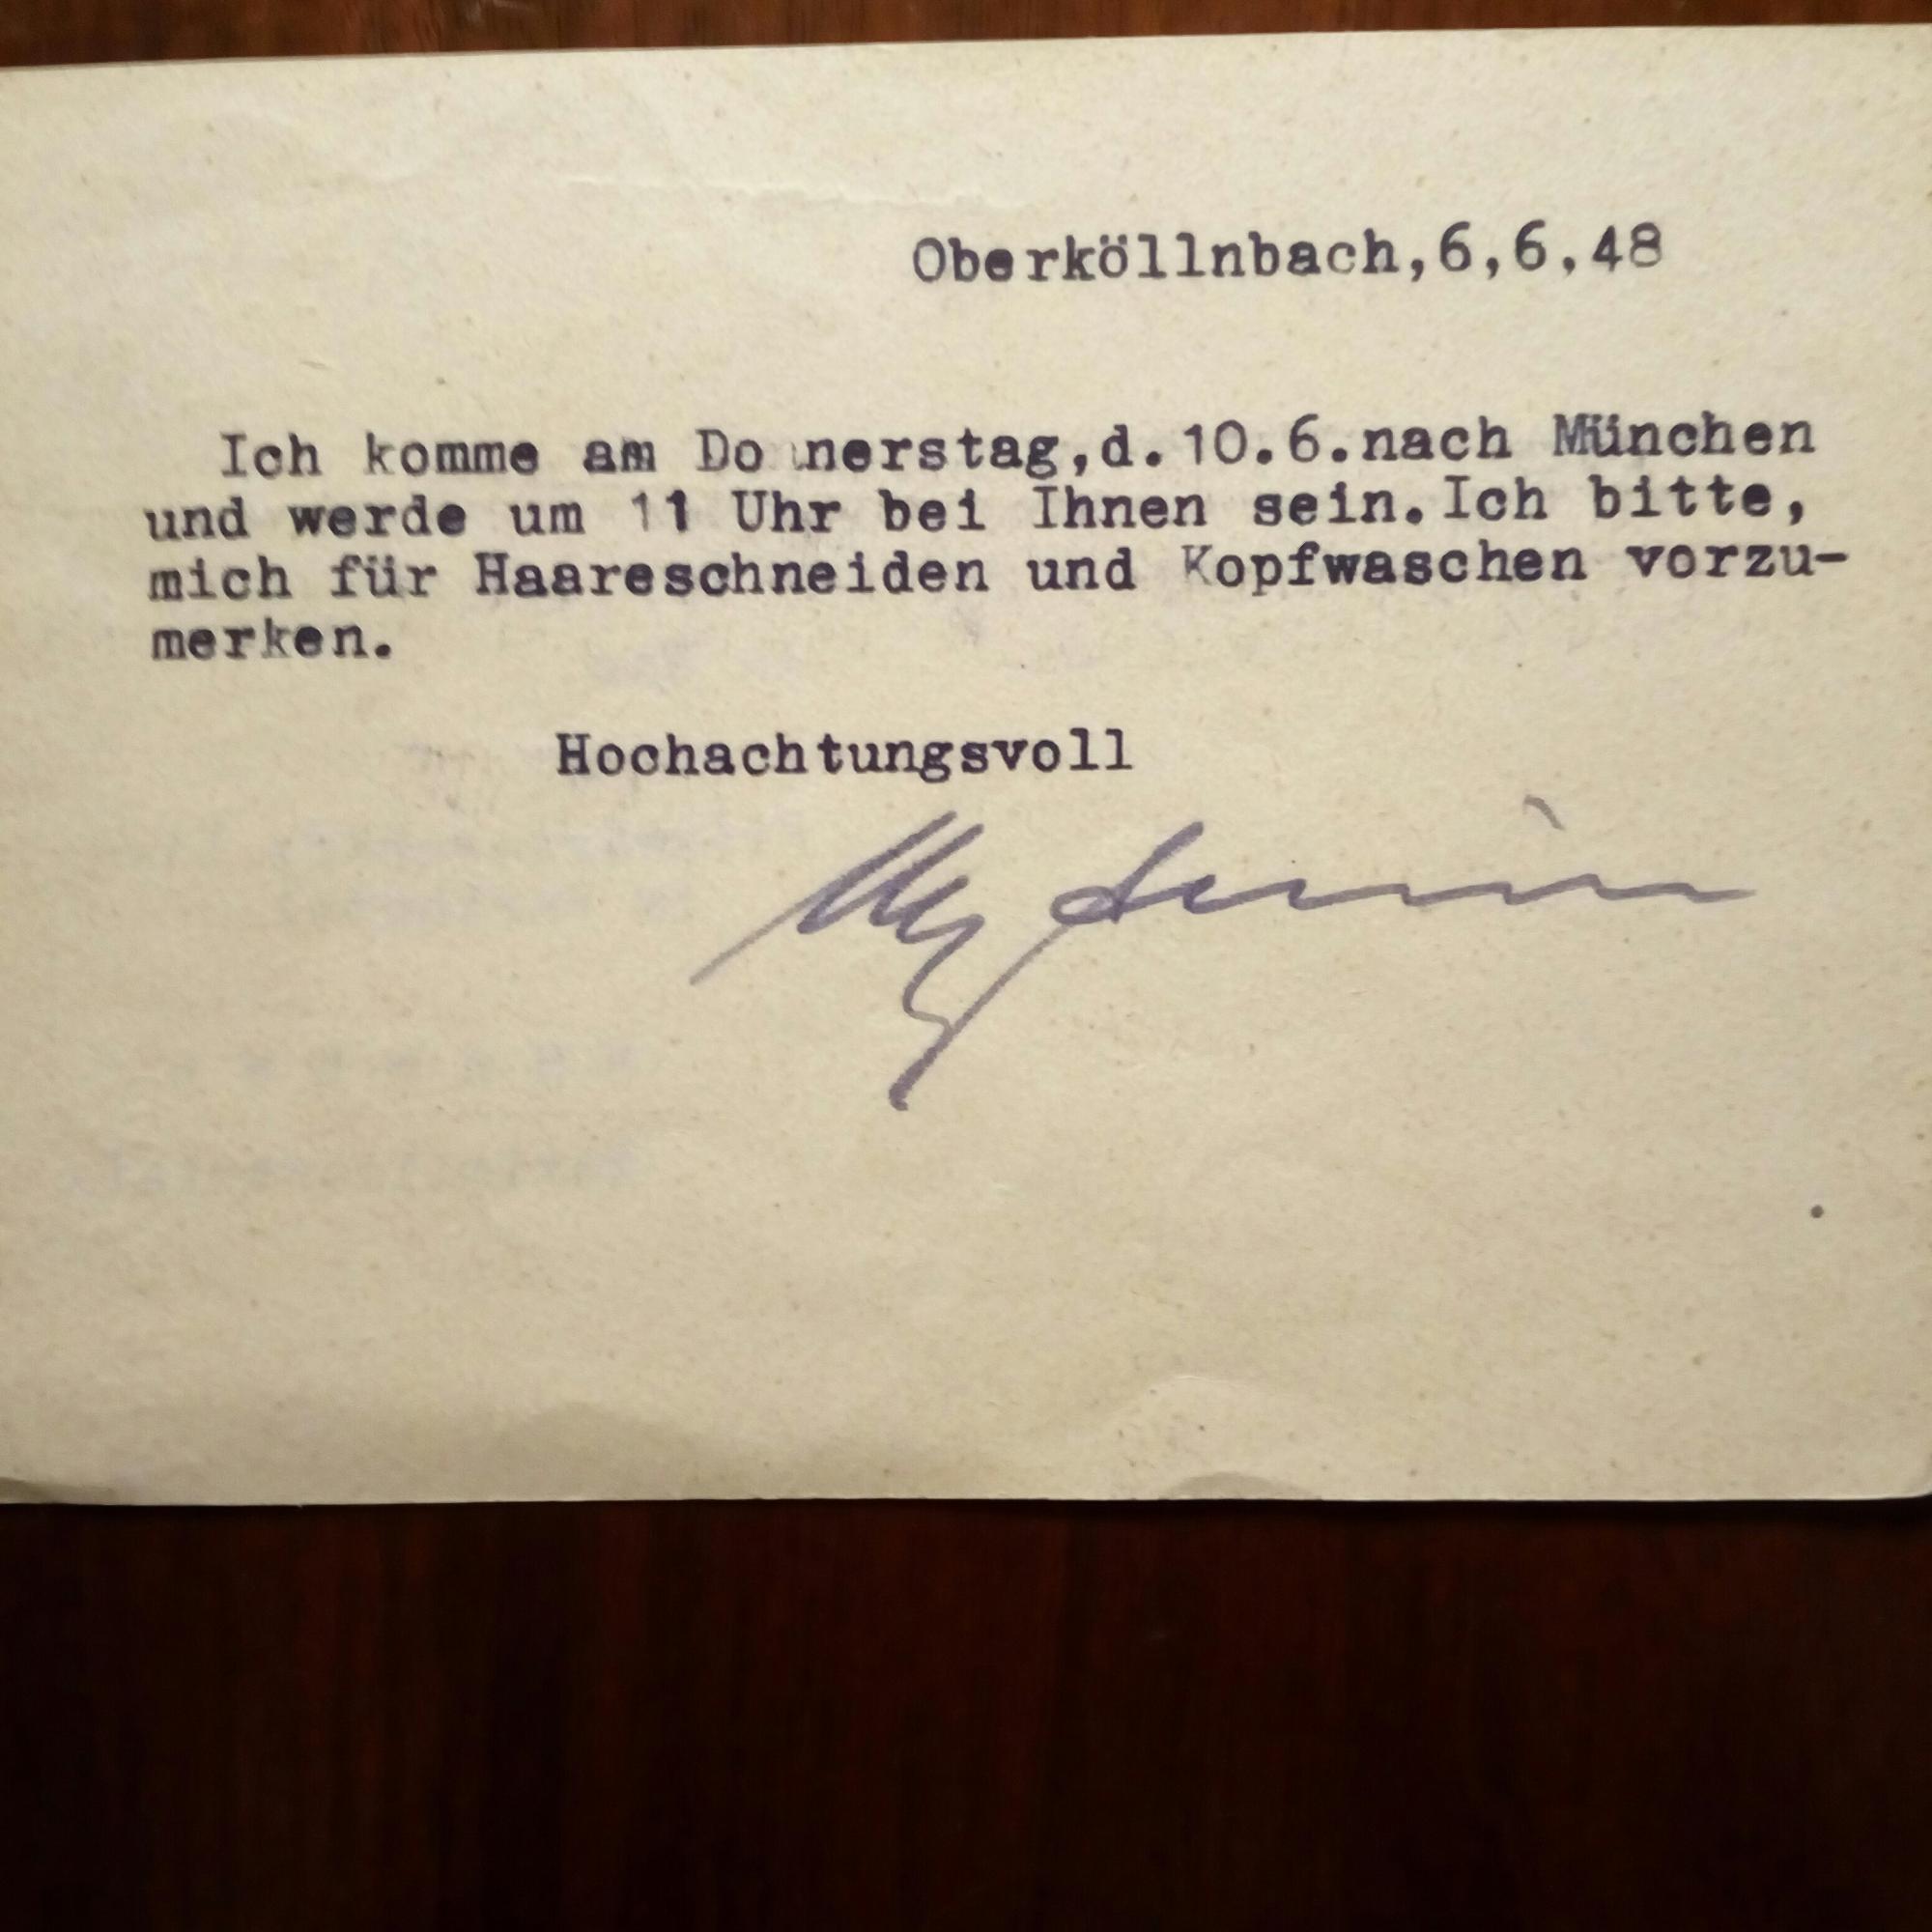 Oberköllnbach,6,6.48
Ich komme am Donnerstag,d.10.6.nach München
und werde um 11 Uhr bei Ihnen sein.Ich bitte,
mich für Haareschneiden und Kopfwaschen vorzu-
merken.
Hochachtungsvoll